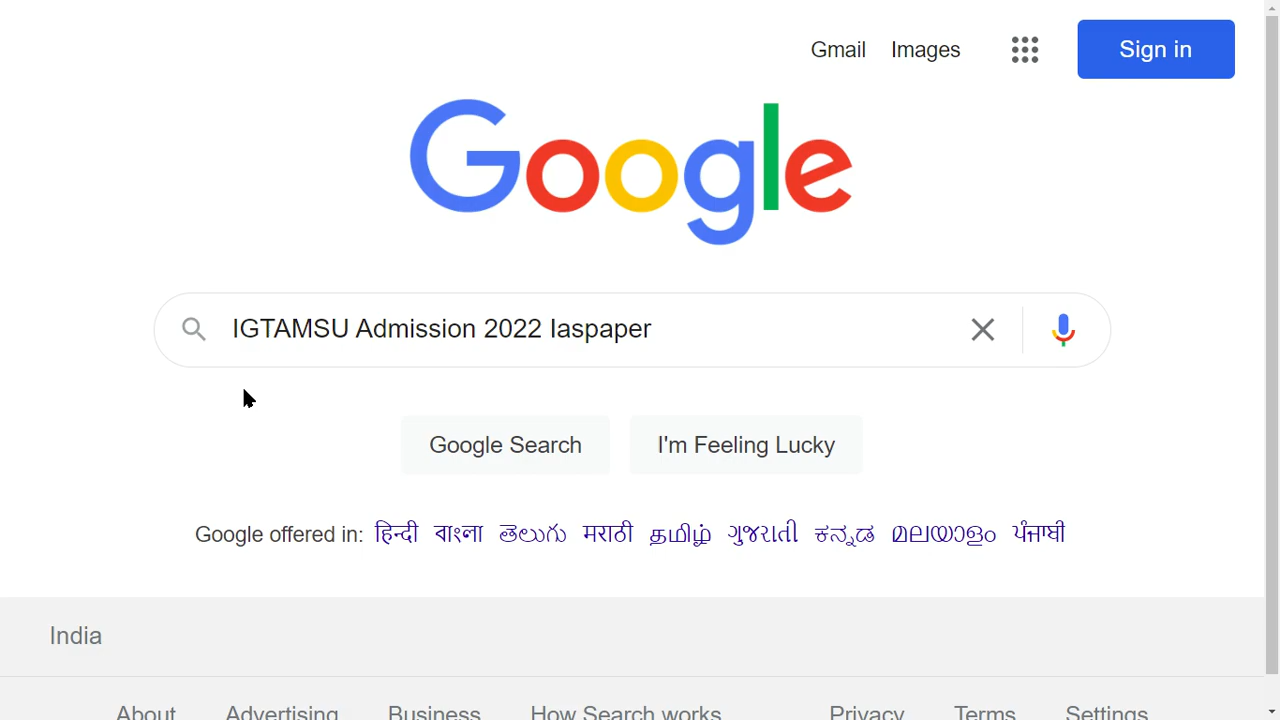 Gmail Images Sign in
Google
IGTAMSU Admission 2022 Iaspaper
Google Search I'm Feeling Lucky
Google offered in: हिन्दी বাংলা తెలుగు मराठी தமிழ் ગુજરાતી ಕನ್ನಡ മലയാളം ਪੰਜਾਬੀ
India
About Advertising Business How Search works Privacy Terms Settings